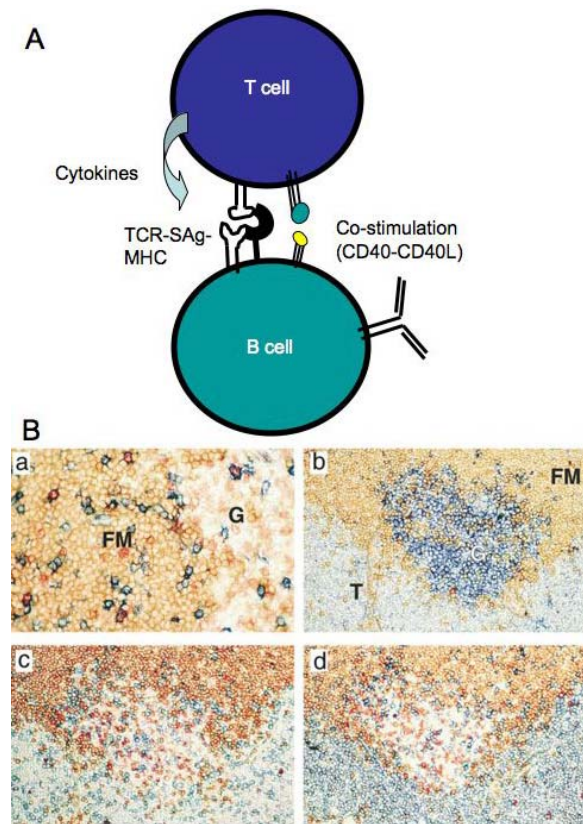 A
T cell
Cytokines
TCR-SAg-
MHC
Co-stimulation
(CD40-CD40L)
B cell
B
a
FM
G
b
FM
G
T
c
d